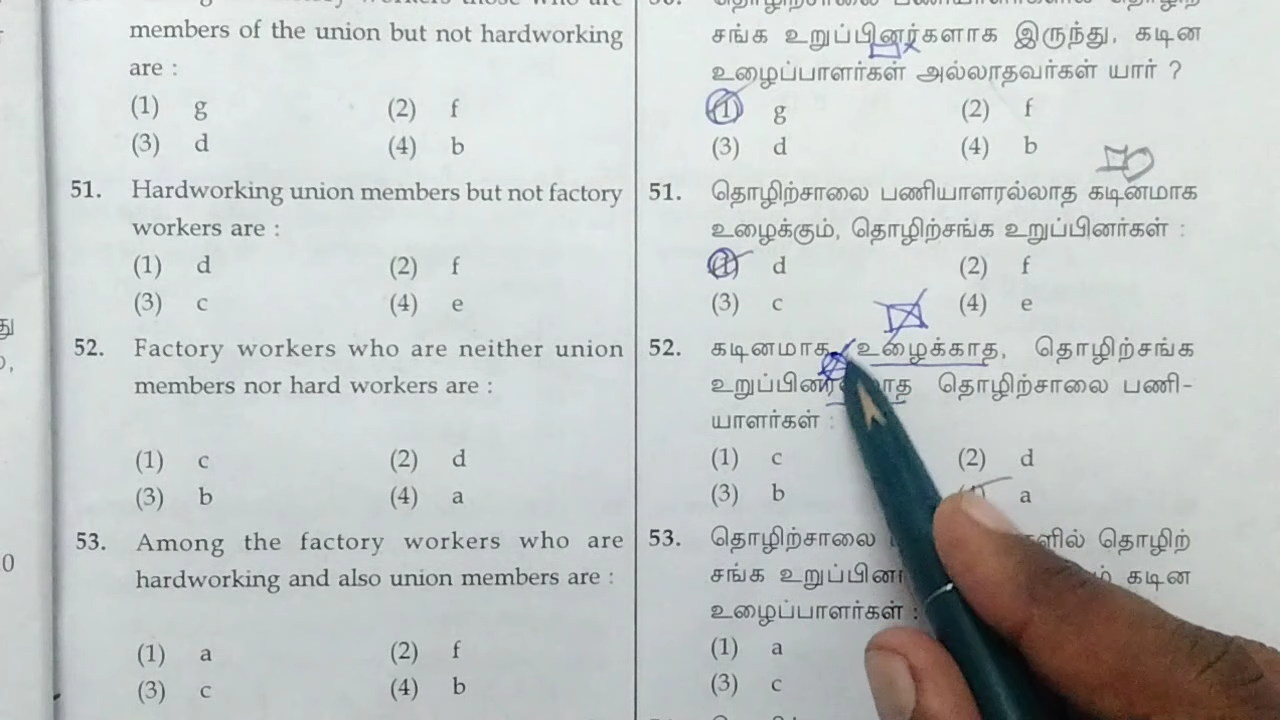 members of the union but not hardworking
are :
(1) g (2) f
(3) d (4) b
51. Hardworking union members but not factory
workers are :
(1) d (2) f
(3) c (4) e
52. Factory workers who are neither union
members nor hard workers are :
(1) c (2) d
(3) b (4) a
53. Among the factory workers who are
hardworking and also union members are :
(1) a (2) f
(3) c (4) b
சங்க உறுப்பினர்களாக இருந்து, கடின
உழைப்பாளர்கள் அல்லாதவர்கள் யார் ?
(1) g (2) f
(3) d (4) b
51. தொழிற்சாலை பணியாளரல்லாத கடினமாக
உழைக்கும், தொழிற்சங்க உறுப்பினர்கள் :
(1) d (2) f
(3) c (4) e
52. கடினமாக உழைக்காத, தொழிற்சங்க
தொழிற்சாலை பணி-
யாளர்கள் :
(1) c (2) d
(3) b a
53. தொழிற்சாலை தொழிற்
சங்க கடின
உழைப்பாளர்கள் :
(1) a
(3) c